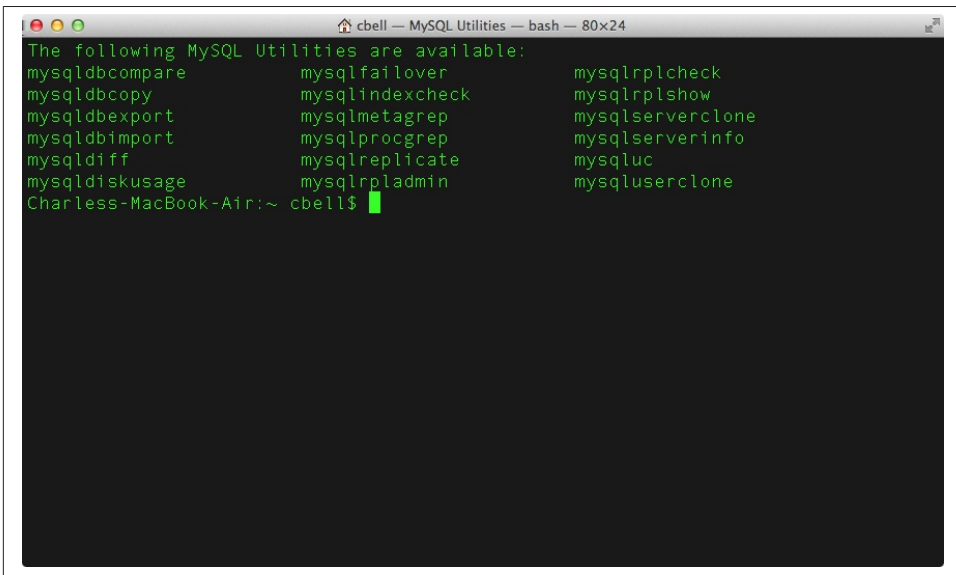 cbell — MySQL Utilities — bash — 80×24
The following MySQL Utilities are available:
mysqldbcompare mysqlfailover mysqlrplcheck
mysqldbcopy mysqlindexcheck mysqlrplshow
mysqldbexport mysqlmetagrep mysqlserverclone
mysqldbimport mysqlprocgrep mysqlserverinfo
mysqldiff mysqlreplicate mysqluc
mysqldiskusage mysqlrpladmin mysqluserclone
Charless-MacBook-Air:~ cbell$